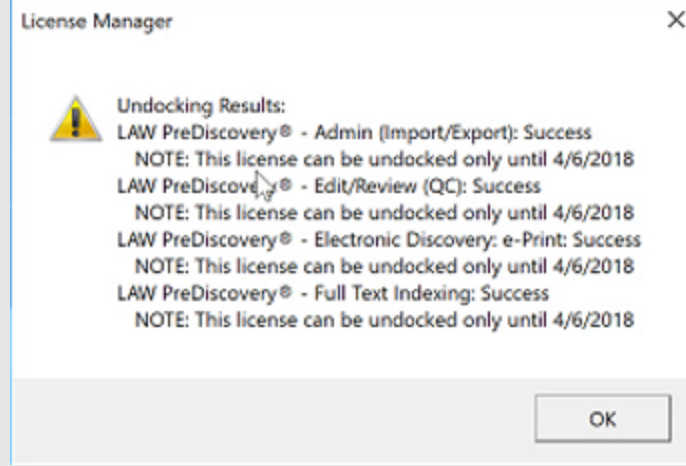 License Manager
Undocking Results:
LAW PreDiscovery® - Admin (Import/Export): Success
NOTE: This license can be undocked only until 4/6/2018
LAW PreDiscovery® - Edit/Review (QC): Success
NOTE: This license can be undocked only until 4/6/2018
LAW PreDiscovery® - Electronic Discovery: e-Print: Success
NOTE: This license can be undocked only until 4/6/2018
LAW PreDiscovery® - Full Text Indexing: Success
NOTE: This license can be undocked only until 4/6/2018
OK